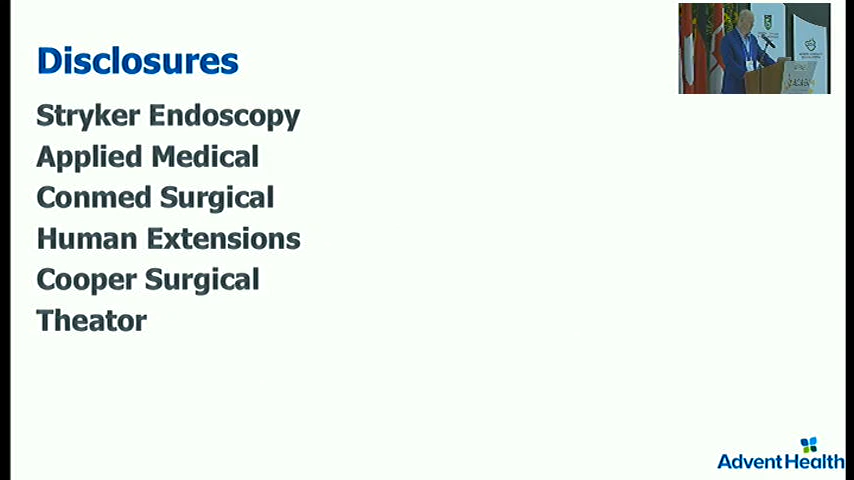 Disclosures
Stryker Endoscopy
Applied Medical
Conmed Surgical
Human Extensions
Cooper Surgical
Theator
AdventHealth